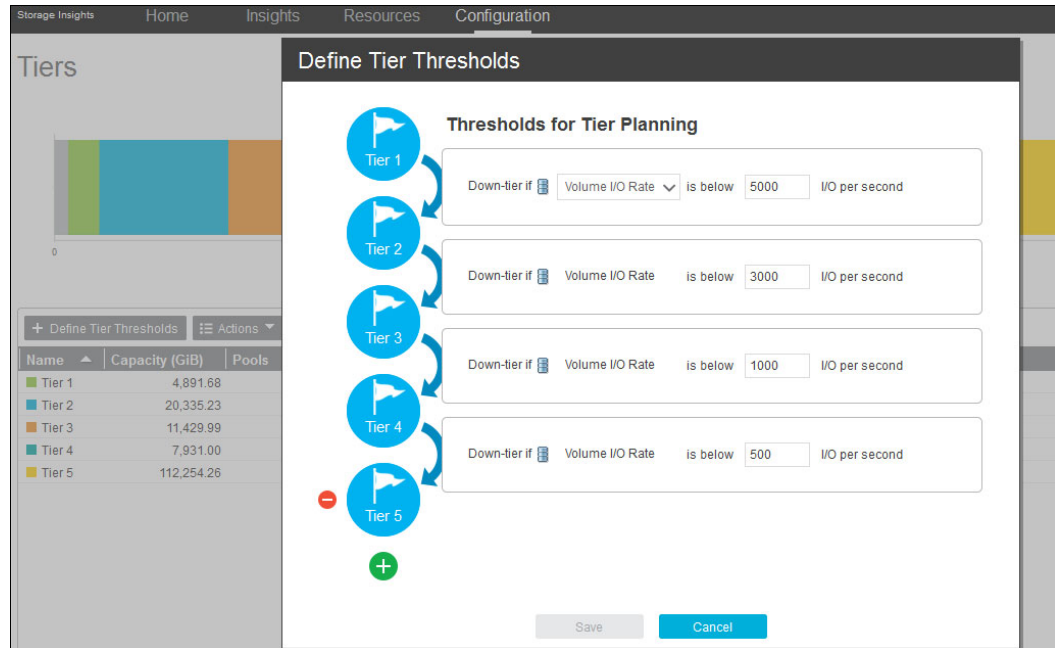 Storage Insights Home Insights Resources Configuration
Tiers
0
+ Define Tier Thresholds Actions
Name Capacity (GiB) Pools
Tier 1 4,891.68
Tier 2 20,335.23
Tier 3 11,429.99
Tier 4 7,931.00
Tier 5 112,254.26
Define Tier Thresholds
Thresholds for Tier Planning
Tier 1
Down-tier if Volume I/O Rate is below 5000 I/O per second
Tier 2
Down-tier if Volume I/O Rate is below 3000 I/O per second
Tier 3
Down-tier if Volume I/O Rate is below 1000 I/O per second
Tier 4
Down-tier if Volume I/O Rate is below 500 I/O per second
Tier 5
Save Cancel